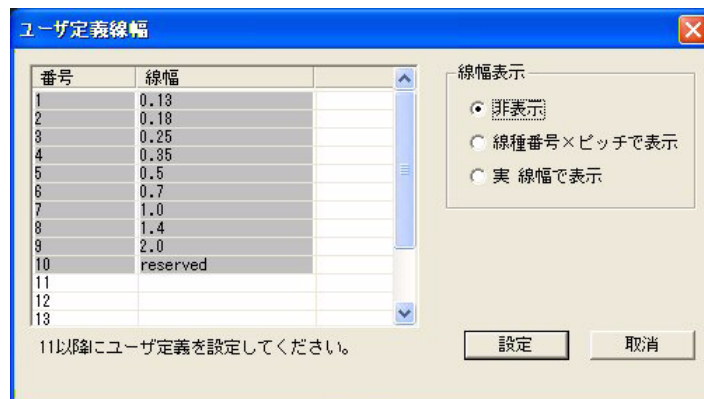 ユーザ定義線幅
番号 線幅
1 0.13
2 0.18
3 0.25
4 0.35
5 0.5
6 0.7
7 1.0
8 1.4
9 2.0
10 reserved
11
12
13
11以降にユーザ定義を設定してください。
線幅表示
非表示
線種番号×ピッチで表示
実 線幅で表示
設定 取消